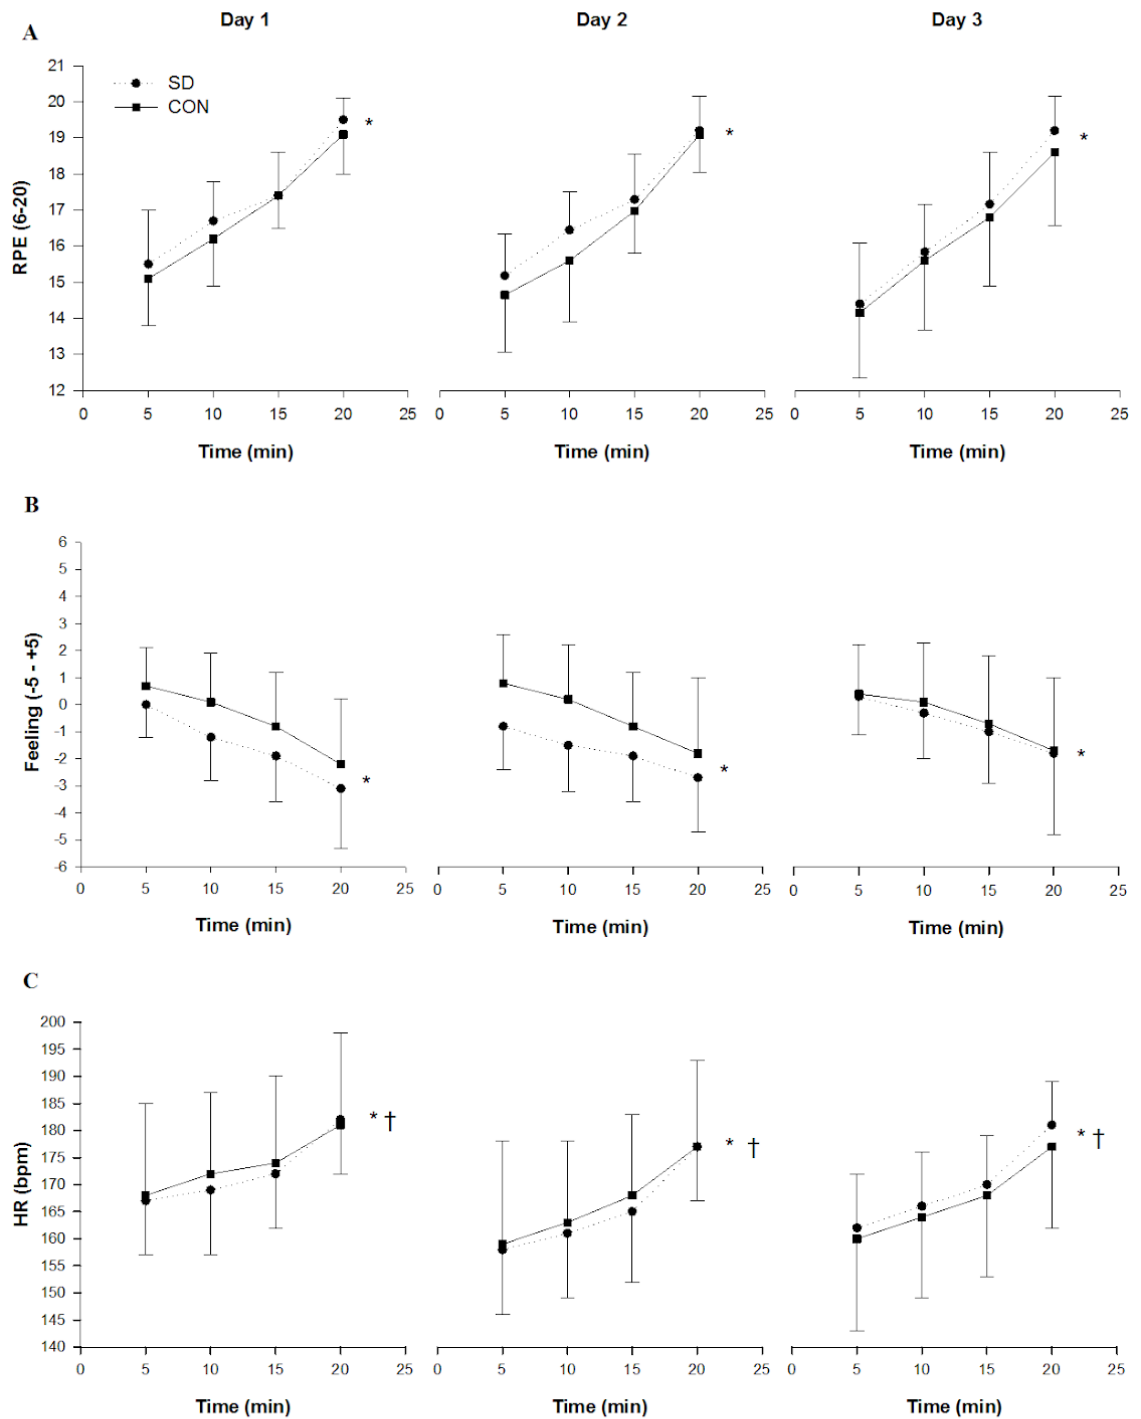 Day 1 Day 2 Day 3
A
21
20
19
18
17
16
15
14
13
12
RPE (6-20)
SD
CON
* * *
0 5 10 15 20 25 0 5 10 15 20 25 0 5 10 15 20 25
Time (min) Time (min) Time (min)
B
6
5
4
3
2
1
0
-1
-2
-3
-4
-5
-6
Feeling (-5 - +5)
* * *
0 5 10 15 20 25 0 5 10 15 20 25 0 5 10 15 20 25
Time (min) Time (min) Time (min)
C
200
195
190
185
180
175
170
165
160
155
150
145
140
HR (bpm)
* † * † * †
0 5 10 15 20 25 0 5 10 15 20 25 0 5 10 15 20 25
Time (min) Time (min) Time (min)